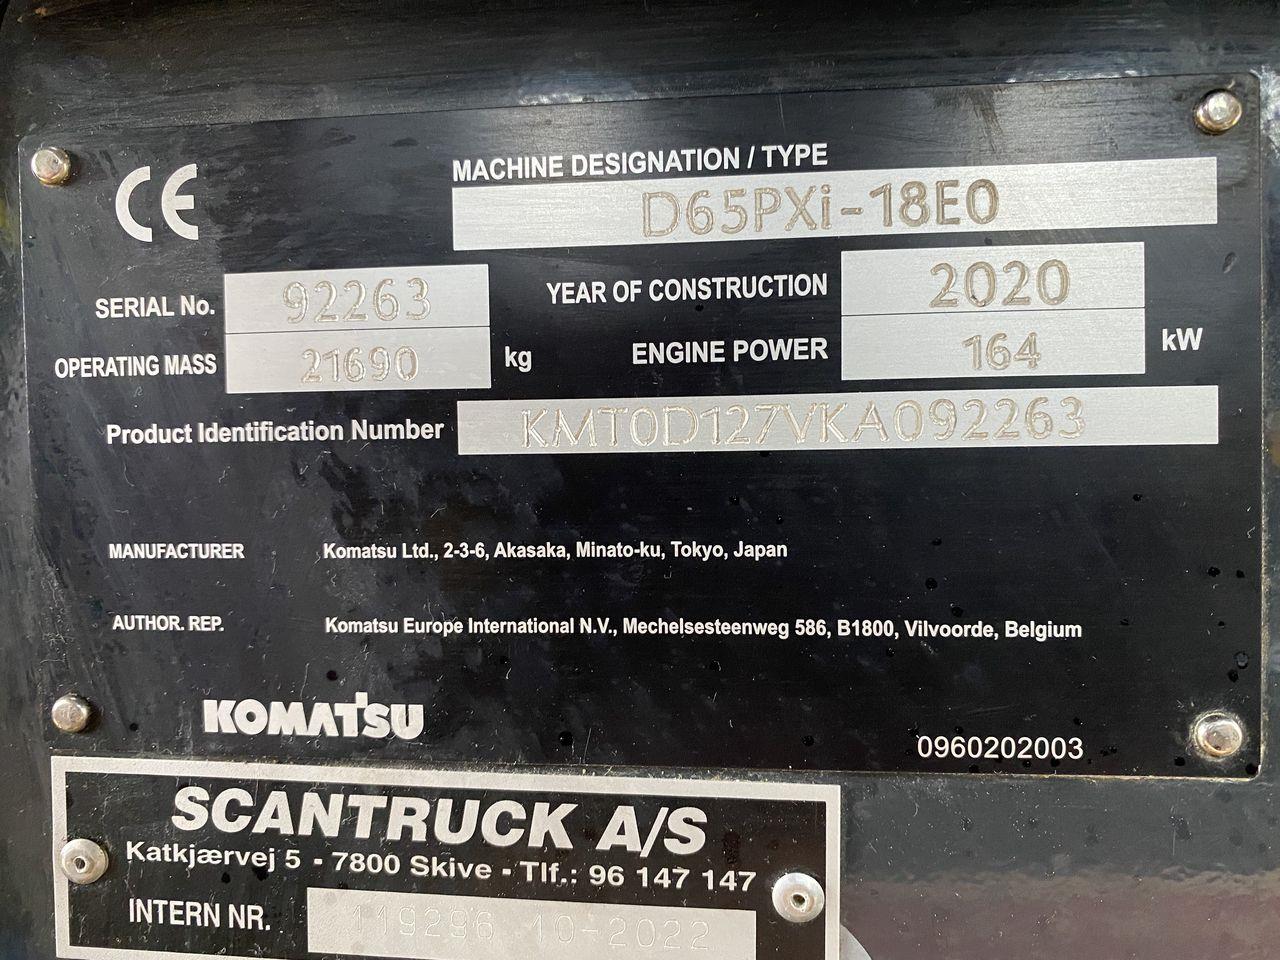 CE
MACHINE DESIGNATION / TYPE
D65PXi-18E0
SERIAL No. 92263 YEAR OF CONSTRUCTION 2020
OPERATING MASS 21690 kg ENGINE POWER 164 kW
Product Identification Number KMT0D127VKA092263
MANUFACTURER Komatsu Ltd., 2-3-6, Akasaka, Minato-ku, Tokyo, Japan
AUTHOR. REP. Komatsu Europe International N.V., Mechelsesteenweg 586, B1800, Vilvoorde, Belgium
KOMATSU
0960202003
SCANTRUCK A/S
Katkjærvej 5 - 7800 Skive - Tlf.: 96 147 147
INTERN NR. 119296 10-2022